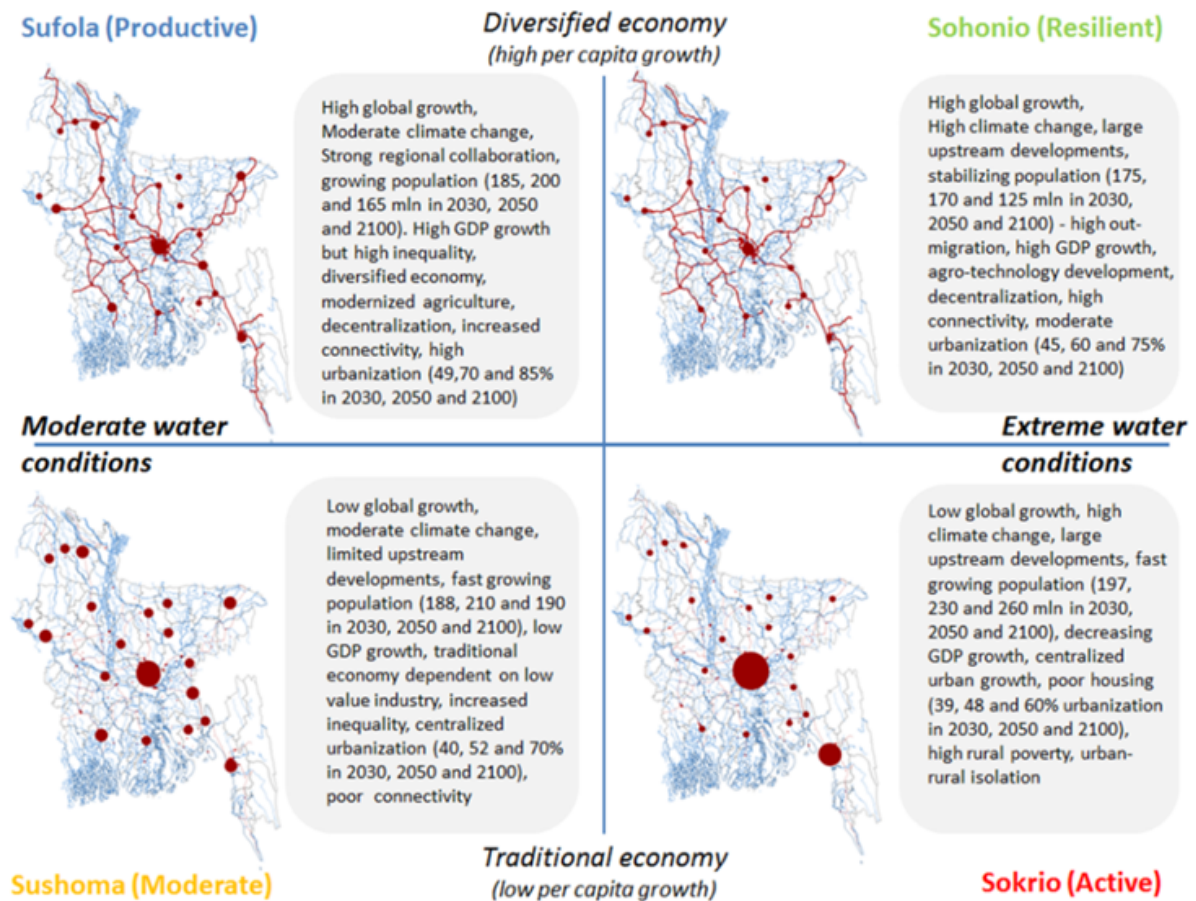 Sufola (Productive)
Diversified economy
(high per capita growth)
Sohonio (Resilient)
High global growth,
Moderate climate change,
Strong regional collaboration,
growing population (185, 200
and 165 mln in 2030, 2050
and 2100). High GDP growth
but high inequality,
diversified economy,
modernized agriculture,
decentralization, increased
connectivity, high
urbanization (49,70 and 85%
in 2030, 2050 and 2100)
High global growth,
High climate change, large
upstream developments,
stabilizing population (175,
170 and 125 mln in 2030,
2050 and 2100) - high out-
migration, high GDP growth,
agro-technology development,
decentralization, high
connectivity, moderate
urbanization (45, 60 and 75%
in 2030, 2050 and 2100)
Moderate water
conditions
Extreme water
conditions
Low global growth,
moderate climate change,
limited upstream
developments, fast growing
population (188, 210 and 190
in 2030, 2050 and 2100), low
GDP growth, traditional
economy dependent on low
value industry, increased
inequality, centralized
urbanization (40, 52 and 70%
in 2030, 2050 and 2100),
poor connectivity
Low global growth, high
climate change, large
upstream developments, fast
growing population (197,
230 and 260 mln in 2030,
2050 and 2100), decreasing
GDP growth, centralized
urban growth, poor housing
(39, 48 and 60% urbanization
in 2030, 2050 and 2100),
high rural poverty, urban-
rural isolation
Sushoma (Moderate)
Traditional economy
(low per capita growth)
Sokrio (Active)